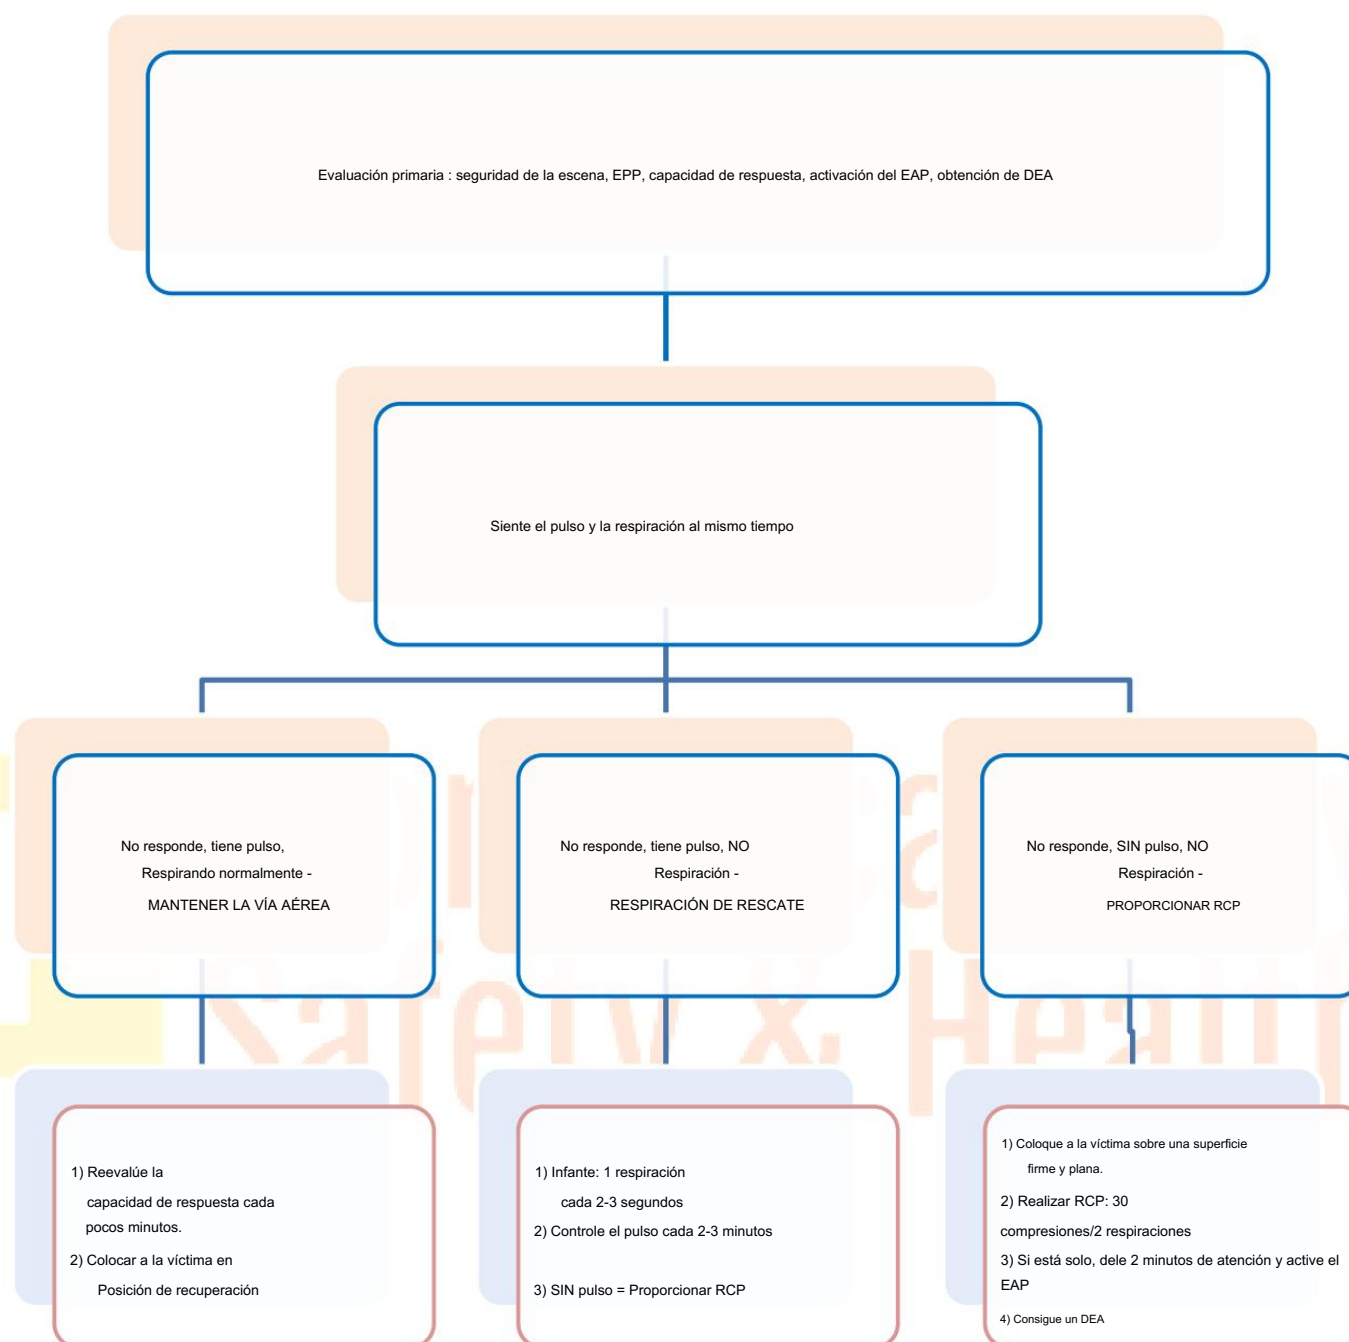 Evaluación primaria : seguridad de la escena, EPP, capacidad de respuesta, activación del EAP, obtención de DEA
Siente el pulso y la respiración al mismo tiempo
No responde, tiene pulso,
Respirando normalmente -
MANTENER LA VÍA AÉREA
No responde, tiene pulso, NO
Respiración -
RESPIRACIÓN DE RESCATE
No responde, SIN pulso, NO
Respiración -
PROPORCIONAR RCP
1) Reevalúe la
capacidad de respuesta cada
pocos minutos.
2) Colocar a la víctima en
Posición de recuperación
1) Infante: 1 respiración
cada 2-3 segundos
2) Controle el pulso cada 2-3 minutos
3) SIN pulso = Proporcionar RCP
1) Coloque a la víctima sobre una superficie
firme y plana.
2) Realizar RCP: 30
compresiones/2 respiraciones
3) Si está solo, dele 2 minutos de atención y active el
EAP
4) Consigue un DEA
Safety & Health